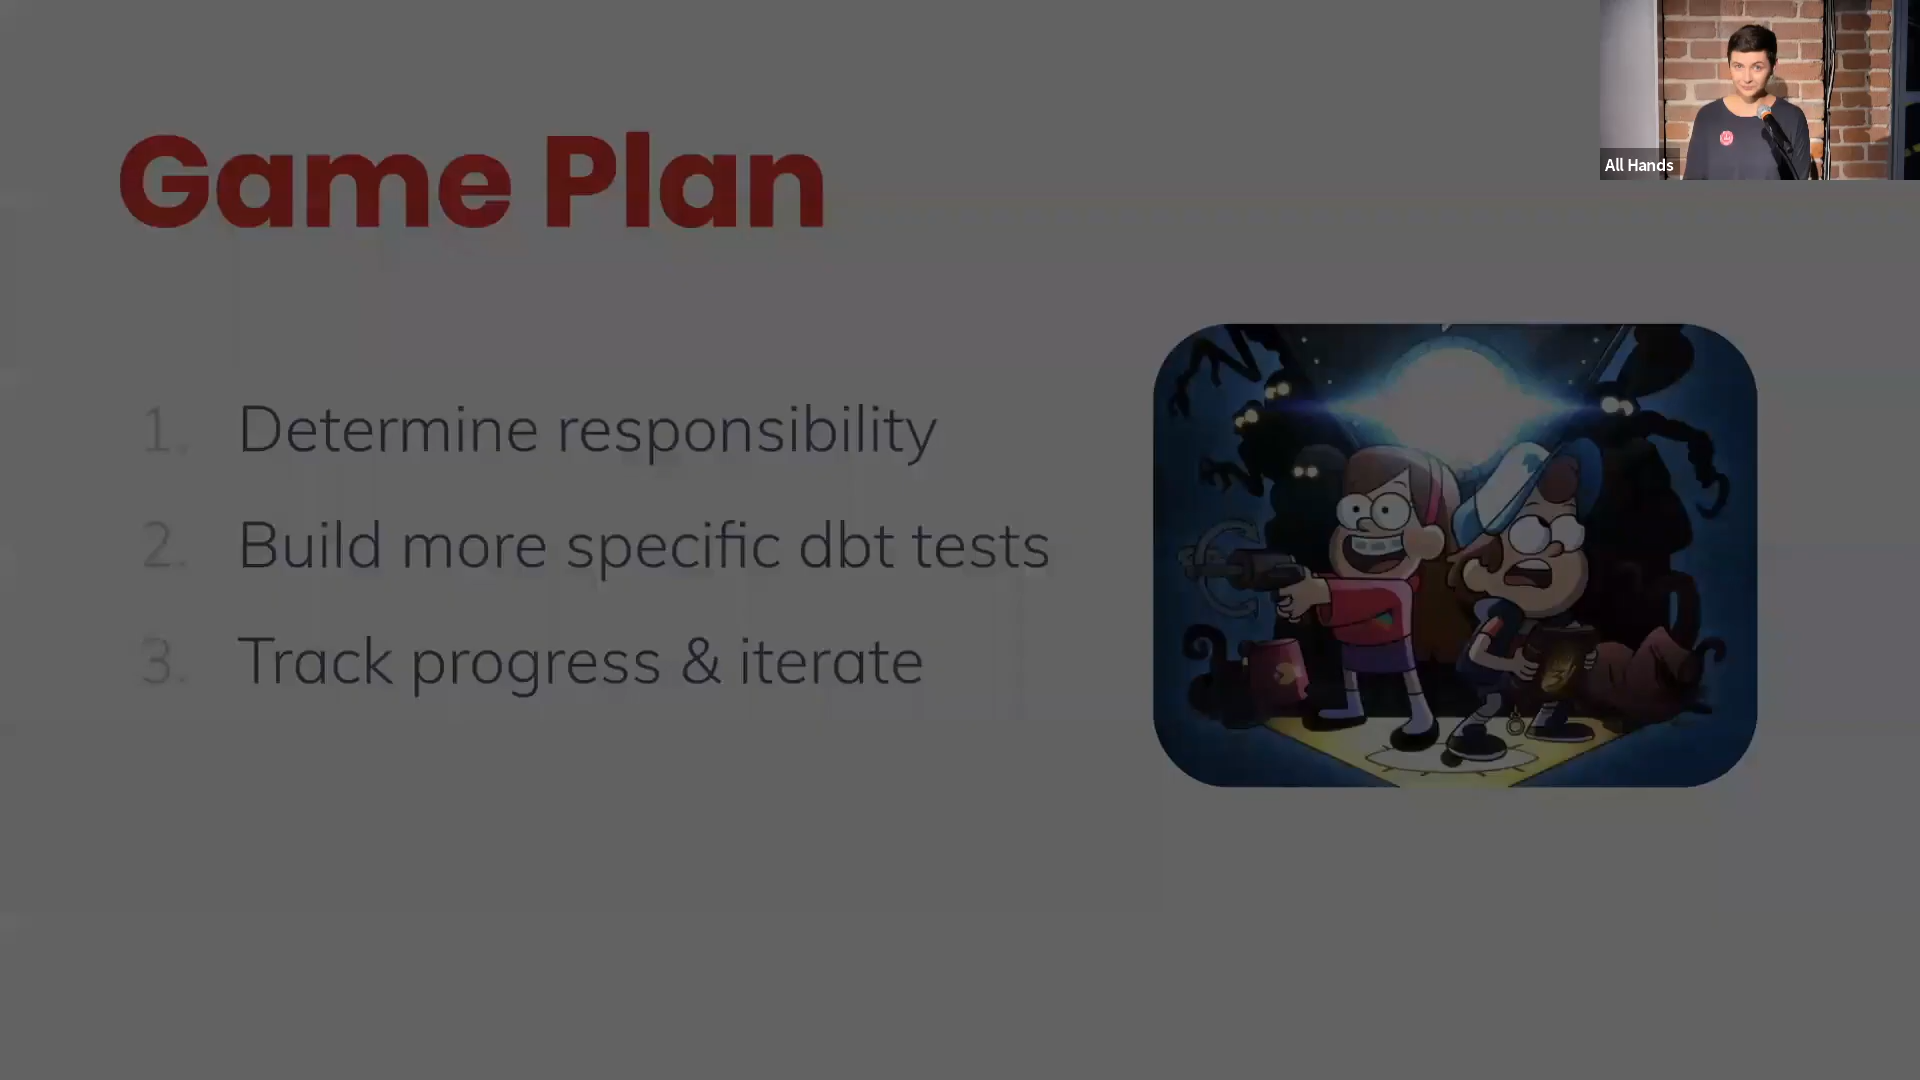 All Hands
Game Plan
1. Determine responsibility
2. Build more specific dbt tests
3. Track progress & iterate